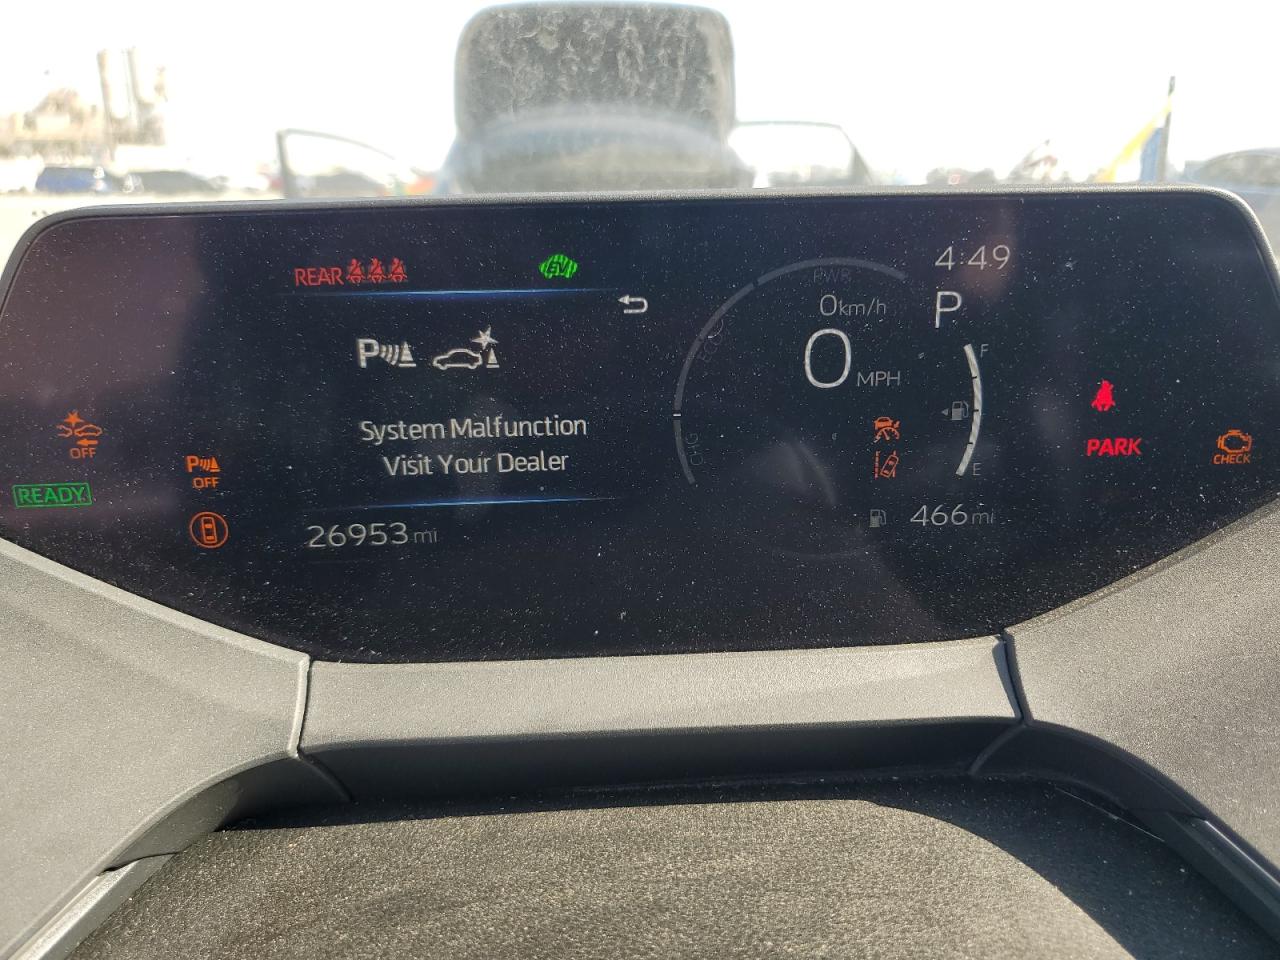 REAR
EV
PWR
4:49
0km/h
P
ECO
0 MPH
F
P
System Malfunction
Visit Your Dealer
OFF
P
OFF
READY
CHG
E
PARK
CHECK
26953 mi
466 mi